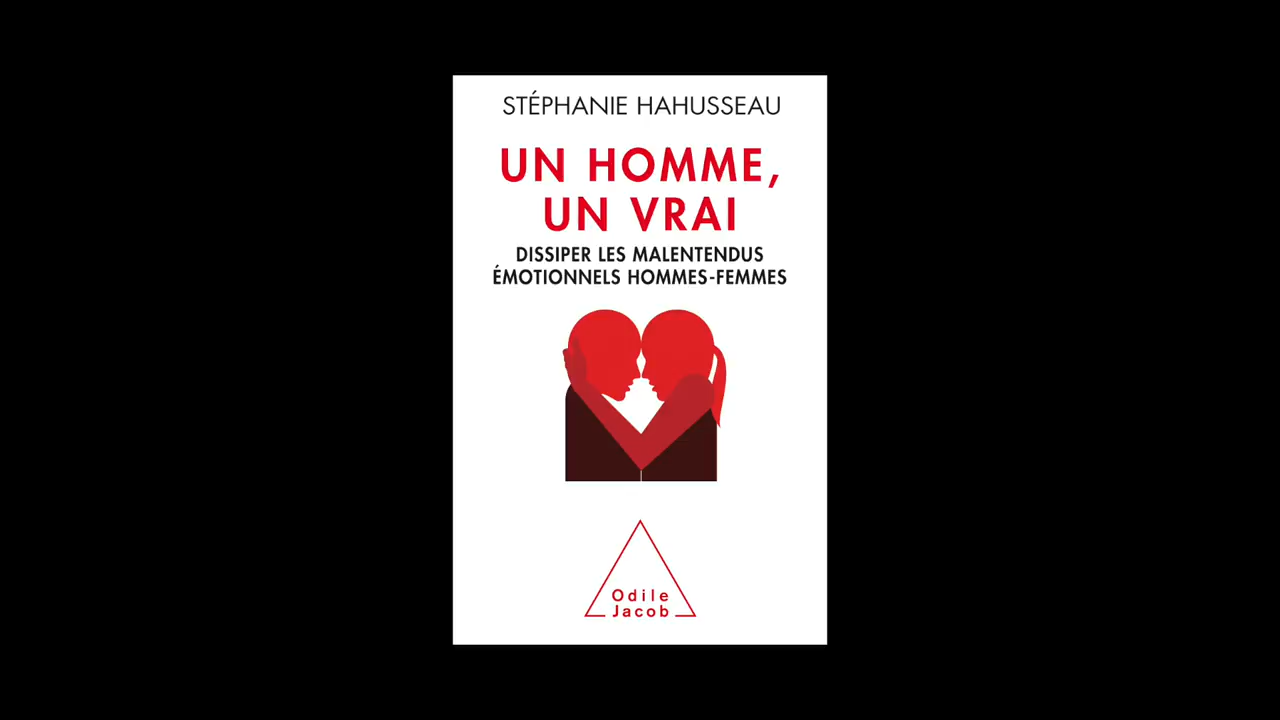 STÉPHANIE HAHUSSEAU
UN HOMME,
UN VRAI
DISSIPER LES MALENTENDUS
ÉMOTIONNELS HOMMES-FEMMES
Odile
Jacob